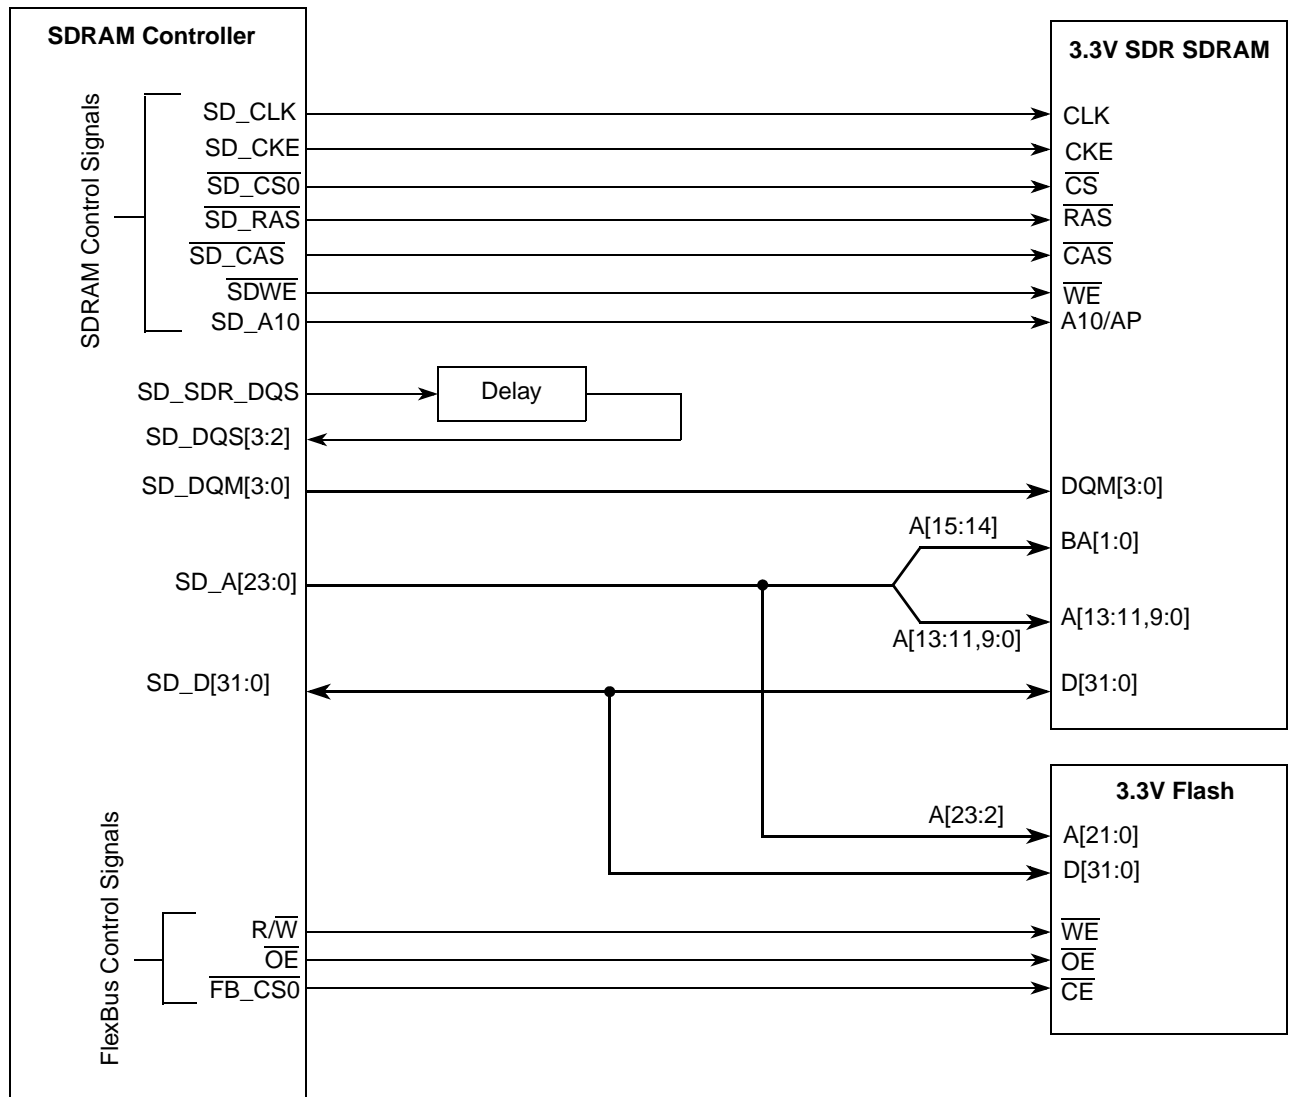 SDRAM Controller
3.3V SDR SDRAM
SDRAM Control Signals
SD_CLK
CLK
SD_CKE
CKE
SD_CS0
CS
SD_RAS
RAS
SD_CAS
CAS
SDWE
WE
SD_A10
A10/AP
SD_SDR_DQS
Delay
SD_DQS[3:2]
SD_DQM[3:0]
DQM[3:0]
A[15:14]
BA[1:0]
SD_A[23:0]
A[13:11,9:0]
A[13:11,9:0]
SD_D[31:0]
D[31:0]
3.3V Flash
A[23:2]
A[21:0]
D[31:0]
FlexBus Control Signals
R/W
WE
OE
OE
FB_CS0
CE